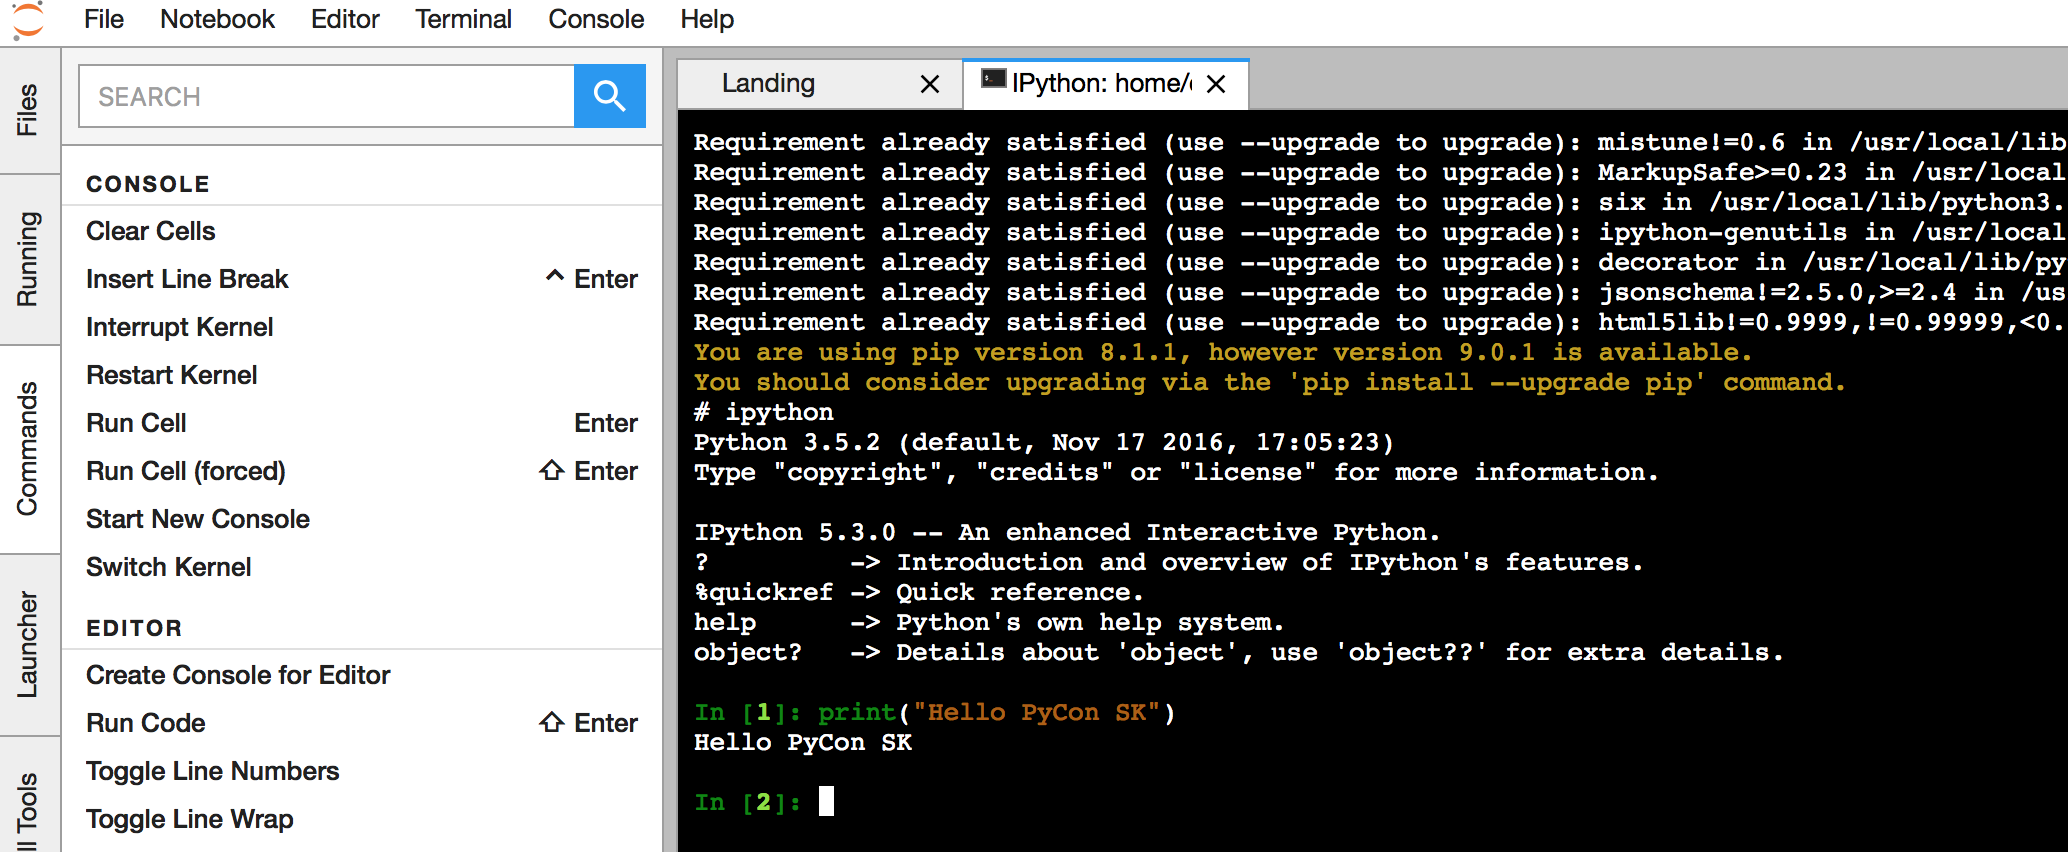 File Notebook Editor Terminal Console Help
Files
Running
Commands
Launcher
ll Tools
SEARCH
CONSOLE
Clear Cells
Insert Line Break ^ Enter
Interrupt Kernel
Restart Kernel
Run Cell Enter
Run Cell (forced) ⇧ Enter
Start New Console
Switch Kernel
EDITOR
Create Console for Editor
Run Code ⇧ Enter
Toggle Line Numbers
Toggle Line Wrap
Landing IPython: home/
Requirement already satisfied (use --upgrade to upgrade): mistune!=0.6 in /usr/local/lib
Requirement already satisfied (use --upgrade to upgrade): MarkupSafe>=0.23 in /usr/local
Requirement already satisfied (use --upgrade to upgrade): six in /usr/local/lib/python3.
Requirement already satisfied (use --upgrade to upgrade): ipython-genutils in /usr/local
Requirement already satisfied (use --upgrade to upgrade): decorator in /usr/local/lib/py
Requirement already satisfied (use --upgrade to upgrade): jsonschema!=2.5.0,>=2.4 in /us
Requirement already satisfied (use --upgrade to upgrade): html5lib!=0.9999,!=0.99999,<0.
You are using pip version 8.1.1, however version 9.0.1 is available.
You should consider upgrading via the 'pip install --upgrade pip' command.
# ipython
Python 3.5.2 (default, Nov 17 2016, 17:05:23)
Type "copyright", "credits" or "license" for more information.
IPython 5.3.0 -- An enhanced Interactive Python.
? -> Introduction and overview of IPython's features.
%quickref -> Quick reference.
help -> Python's own help system.
object? -> Details about 'object', use 'object??' for extra details.
In [1]: print("Hello PyCon SK")
Hello PyCon SK
In [2]: